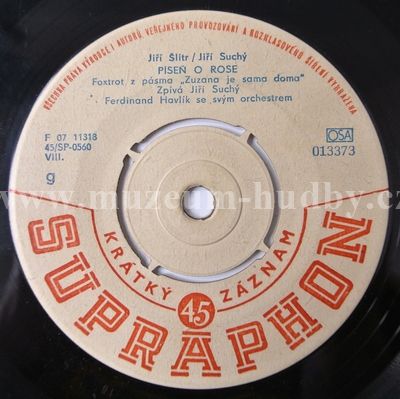 VŠECHNA PRÁVA VÝROBCE I AUTORŮ VEŘEJNÉHO PROVOZOVÁNÍ A ROZHLASOVÉHO ŠÍŘENÍ VYHRAZENA
Jiří Šlitr / Jiří Suchý
PÍSEŇ O ROSE
Foxtrot z pásma „Zuzana je sama doma"
Zpívá Jiří Suchý
Ferdinand Havlík se svým orchestrem
F 07 11318
45/SP-0560
VIII.
g
OSA
013373
www.muzeum-hudby.cz
KRÁTKÝ 45 ZÁZNAM
SUPRAPHON